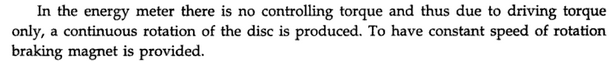 In the energy meter there is no controlling torque and thus due to driving torque
only, a continuous rotation of the disc is produced. To have constant speed of rotation
braking magnet is provided.